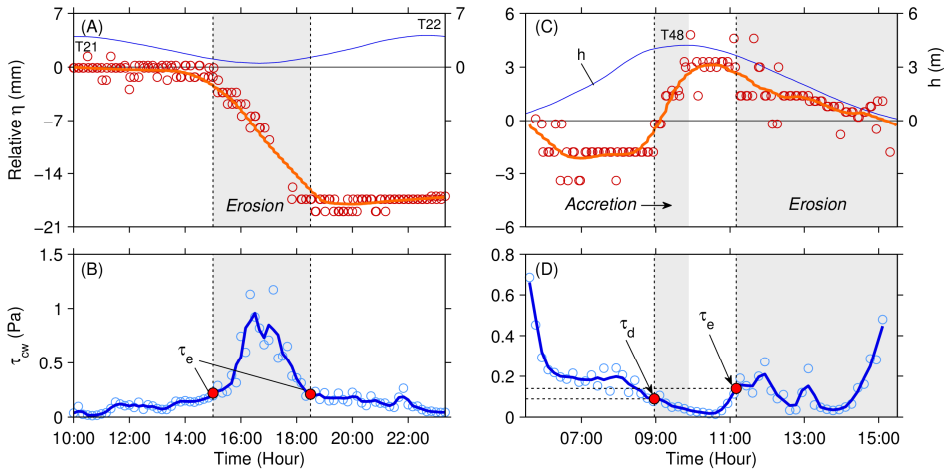 7
(A)
T22
7
T21
0
0
−7
−14
−21
Relative η (mm)
Erosion
6
(C)
T48
6
h
3
3
0
0
−3
−3
−6
−6
h (m)
Accretion
Erosion
1.5
(B)
1
0.5
0
τcw (Pa)
τe
10:00
12:00
14:00
16:00
18:00
20:00
22:00
Time (Hour)
0.8
(D)
0.6
0.4
0.2
0
τd
τe
07:00
09:00
11:00
13:00
15:00
Time (Hour)